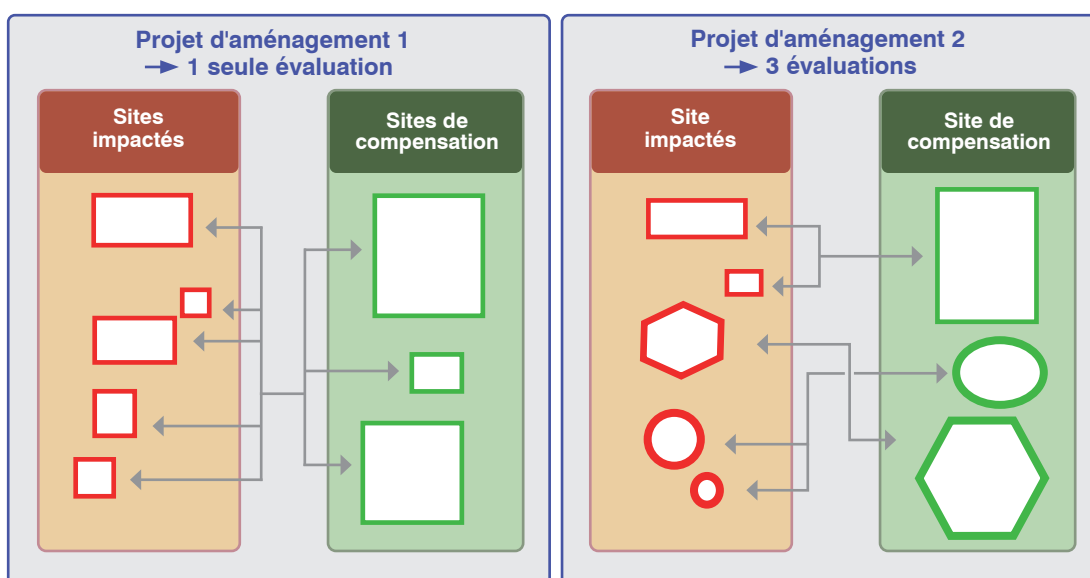 Projet d'aménagement 1
→ 1 seule évaluation
Sites
impactés
Sites de
compensation
Projet d'aménagement 2
→ 3 évaluations
Site
impactés
Site de
compensation